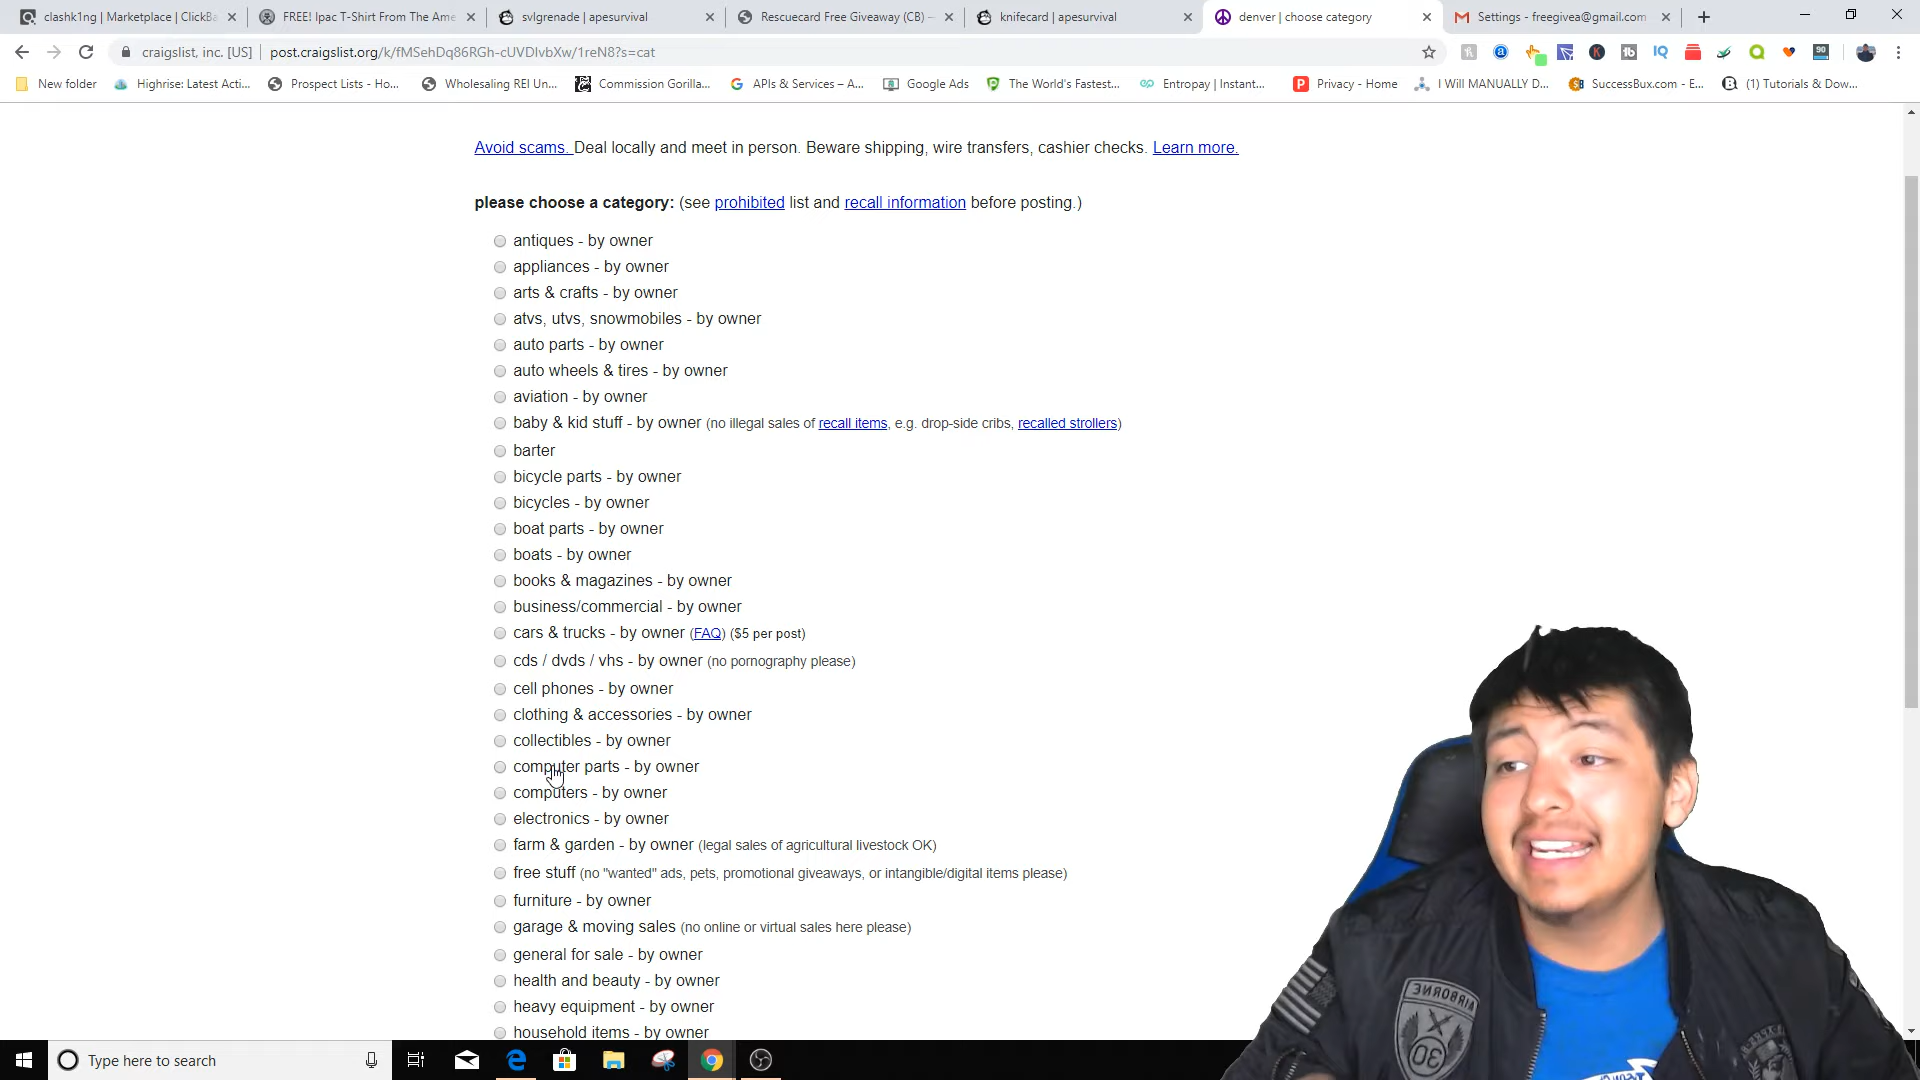 clashk1ng | Marketplace | ClickBa
FREE! Ipac T-Shirt From The Ame
svlgrenade | apesurvival
Rescuecard Free Giveaway (CB) –
knifecard | apesurvival
denver | choose category
Settings - freegivea@gmail.com
craigslist, inc. [US]
post.craigslist.org/k/fMSehDq86RGh-cUVDlvbXw/1reN8?s=cat
New folder
Highrise: Latest Acti...
Prospect Lists - Ho...
Wholesaling REI Un...
Commission Gorilla...
APIs & Services – A...
Google Ads
The World's Fastest...
Entropay | Instant...
Privacy - Home
I Will MANUALLY D...
SuccessBux.com - E...
(1) Tutorials & Dow...
Avoid scams. Deal locally and meet in person. Beware shipping, wire transfers, cashier checks. Learn more.
please choose a category: (see prohibited list and recall information before posting.)
antiques - by owner
appliances - by owner
arts & crafts - by owner
atvs, utvs, snowmobiles - by owner
auto parts - by owner
auto wheels & tires - by owner
aviation - by owner
baby & kid stuff - by owner (no illegal sales of recall items, e.g. drop-side cribs, recalled strollers)
barter
bicycle parts - by owner
bicycles - by owner
boat parts - by owner
boats - by owner
books & magazines - by owner
business/commercial - by owner
cars & trucks - by owner (FAQ) ($5 per post)
cds / dvds / vhs - by owner (no pornography please)
cell phones - by owner
clothing & accessories - by owner
collectibles - by owner
computer parts - by owner
computers - by owner
electronics - by owner
farm & garden - by owner (legal sales of agricultural livestock OK)
free stuff (no "wanted" ads, pets, promotional giveaways, or intangible/digital items please)
furniture - by owner
garage & moving sales (no online or virtual sales here please)
general for sale - by owner
health and beauty - by owner
heavy equipment - by owner
household items - by owner
AIRBORNE
30
Type here to search